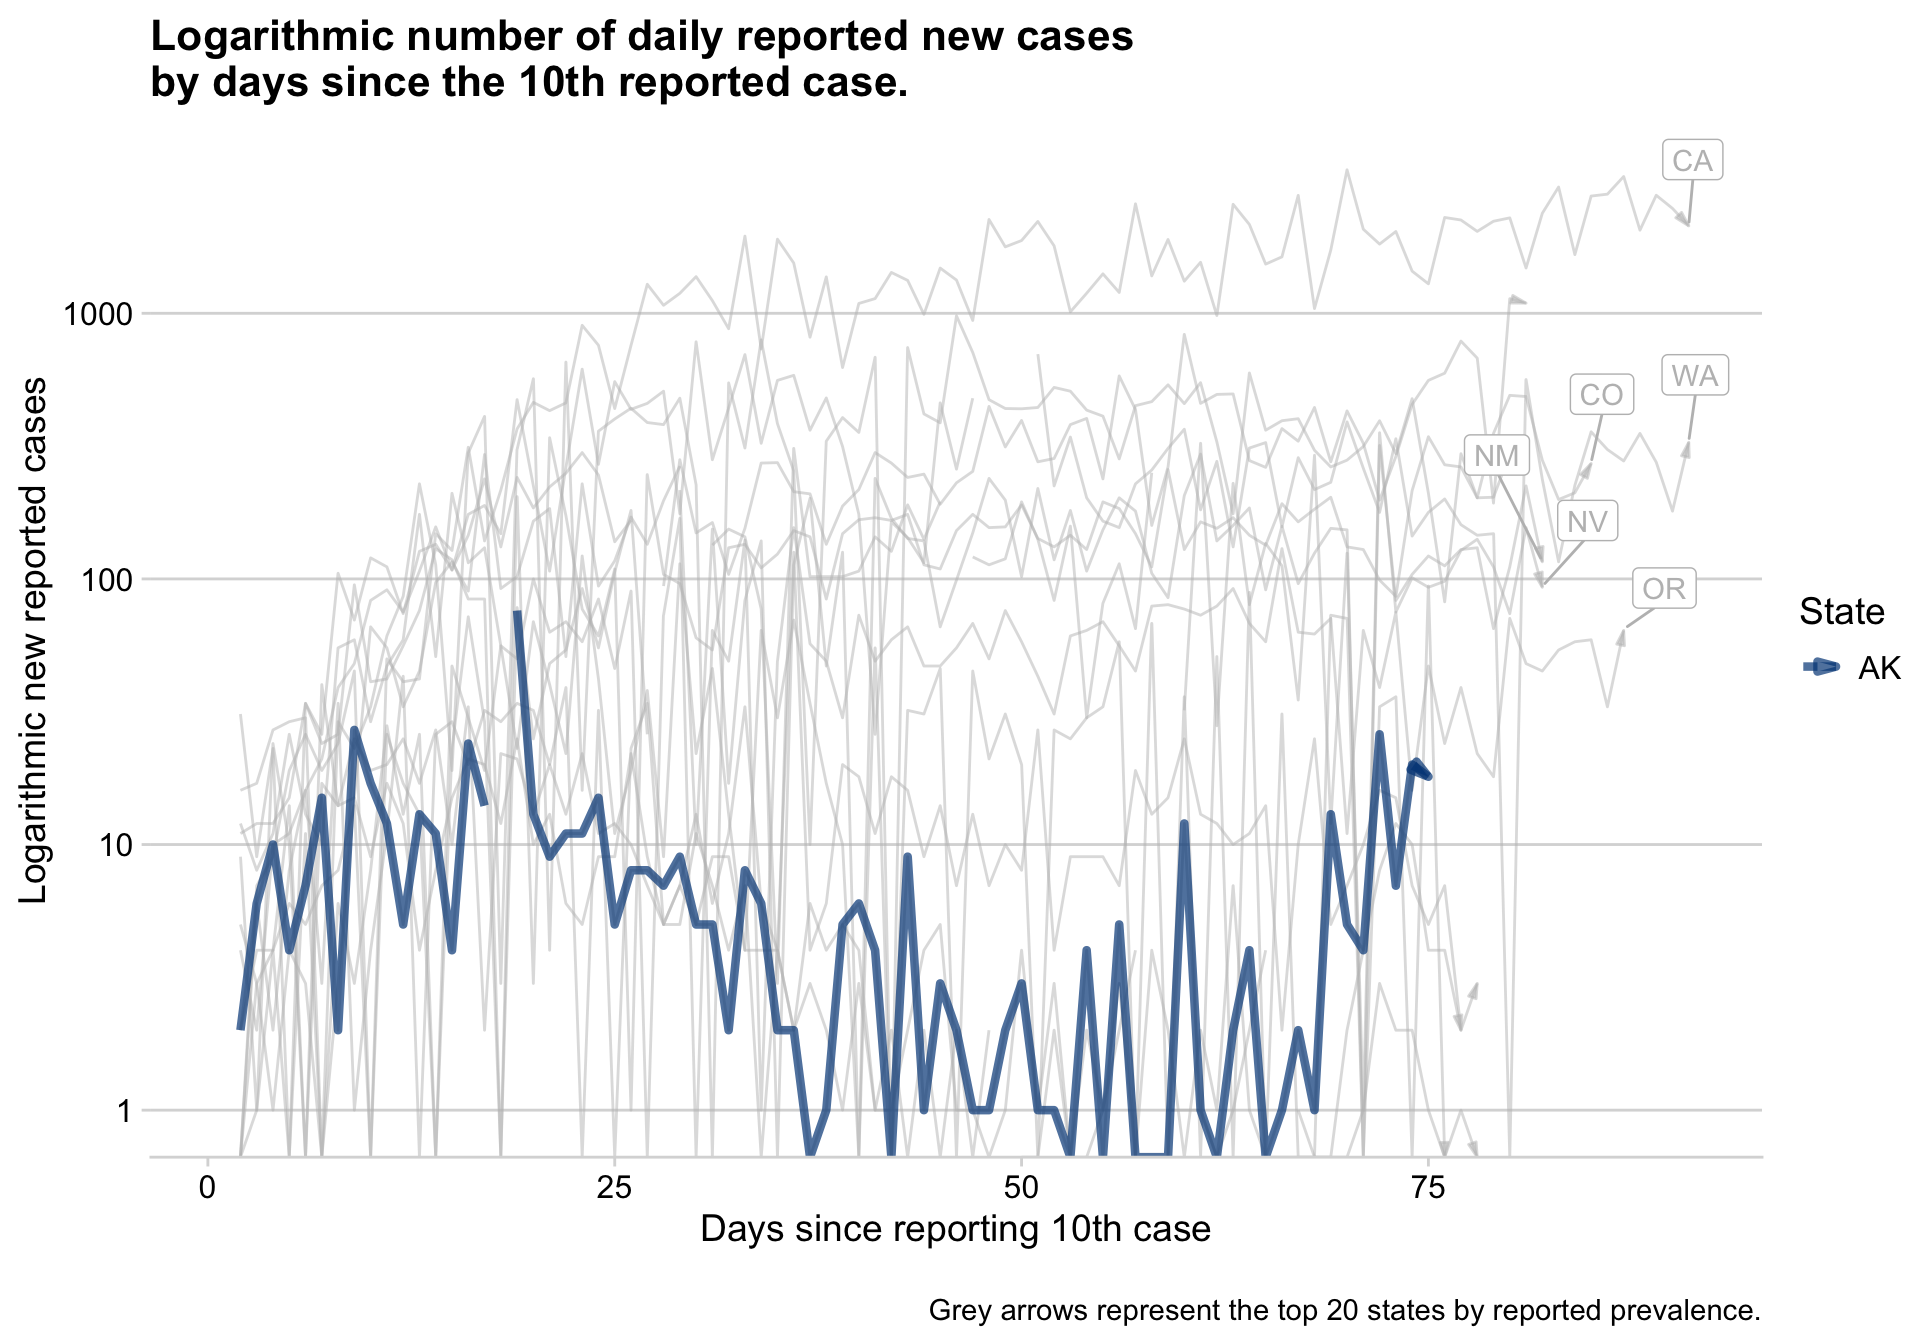 Logarithmic number of daily reported new cases
by days since the 10th reported case.
CA
1000
WA
CO
NM
NV
100
OR
State
AK
10
1
Logarithmic new reported cases
0
25
50
75
Days since reporting 10th case
Grey arrows represent the top 20 states by reported prevalence.